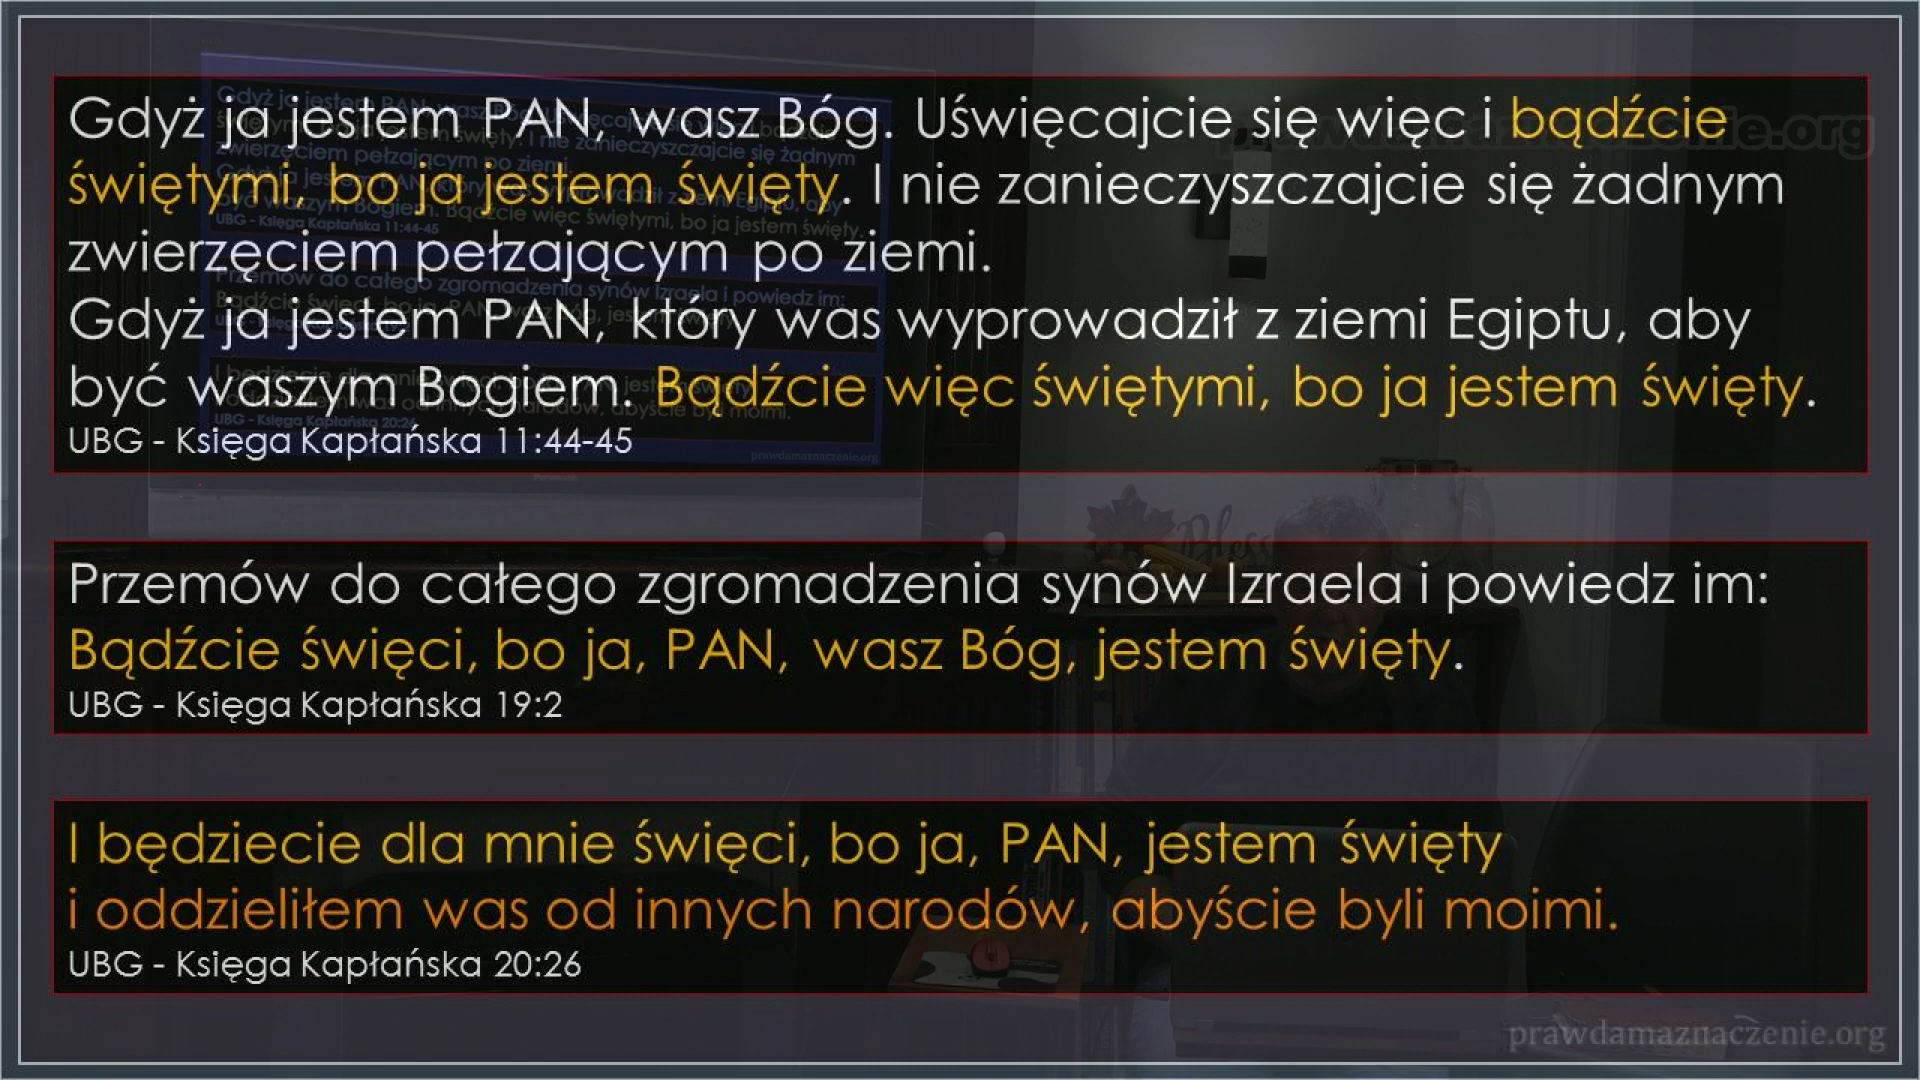 Gdyż ja jestem PAN, wasz Bóg. Uświęcajcie się więc i bądźcie
świętymi, bo ja jestem święty. I nie zanieczyszczajcie się żadnym
zwierzęciem pełzającym po ziemi.
Gdyż ja jestem PAN, który was wyprowadził z ziemi Egiptu, aby
być waszym Bogiem. Bądźcie więc świętymi, bo ja jestem święty.
UBG - Księga Kapłańska 11:44-45
Bless
Przemów do całego zgromadzenia synów Izraela i powiedz im:
Bądźcie święci, bo ja, PAN, wasz Bóg, jestem święty.
UBG - Księga Kapłańska 19:2
I będziecie dla mnie święci, bo ja, PAN, jestem święty
i oddzieliłem was od innych narodów, abyście byli moimi.
UBG - Księga Kapłańska 20:26
prawdamaznaczenie.org